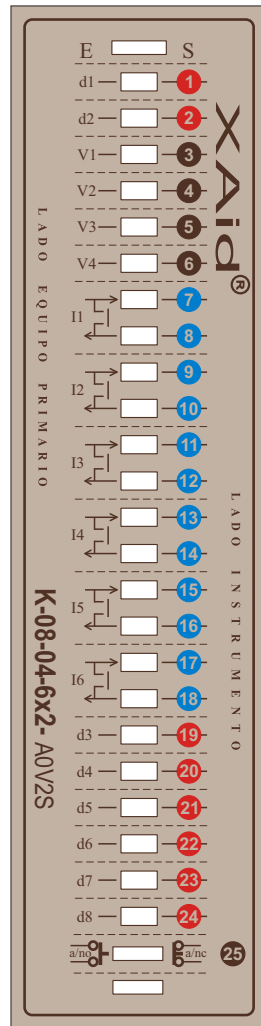 E S
d1 1
d2 2
V1 3
V2 4
V3 5
V4 6
I1 7
8
I2 9
10
I3 11
12
I4 13
14
I5 15
16
I6 17
18
d3 19
d4 20
d5 21
d6 22
d7 23
d8 24
a/no a/nc 25
XAid®
LADO EQUIPO PRIMARIO
LADO INSTRUMENTO
K-08-04-6x2- A0V2S